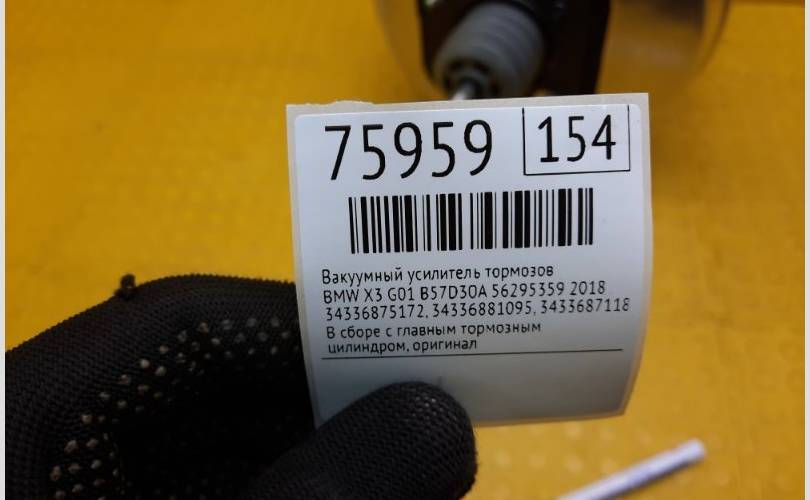 75959 154
Вакуумный усилитель тормозов
BMW X3 G01 B57D30A 56295359 2018
34336875172, 34336881095, 3433687118
В сборе с главным тормозным
цилиндром, оригинал